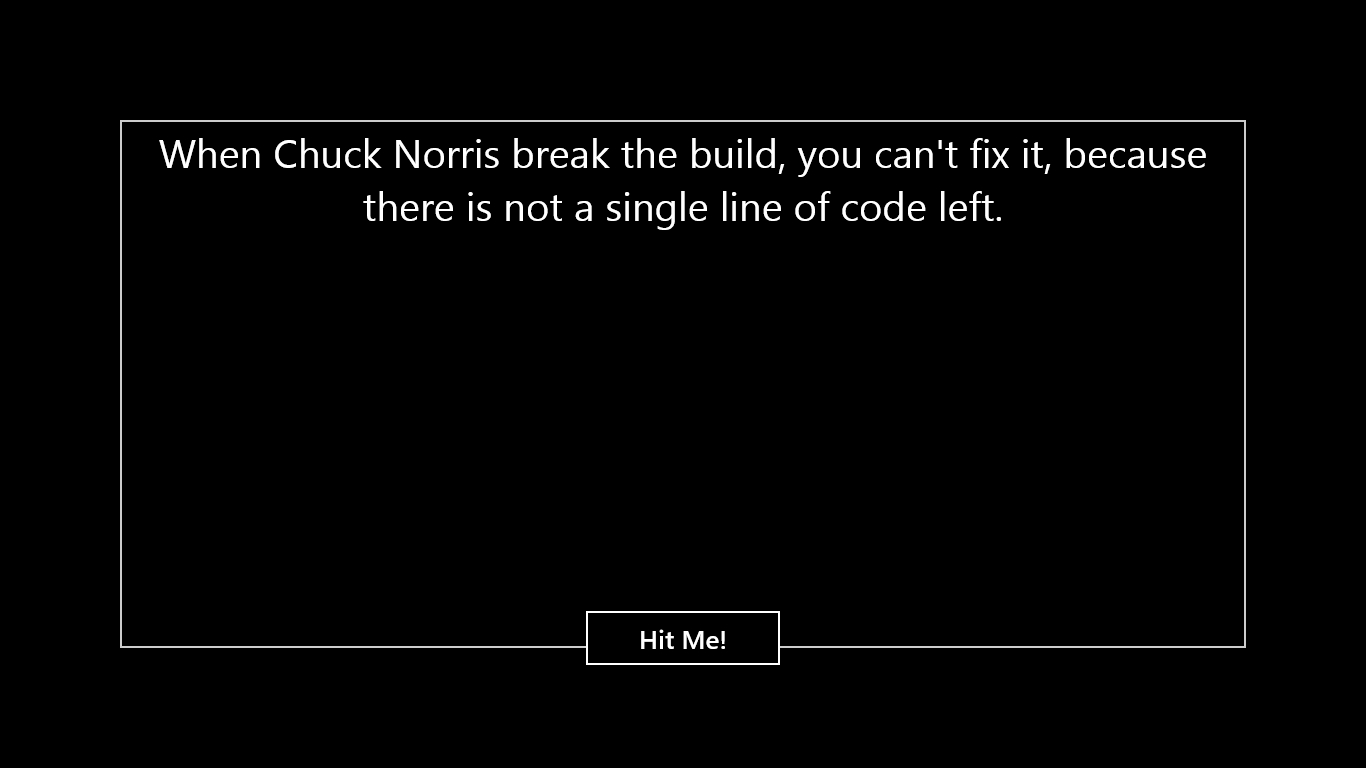 When Chuck Norris break the build, you can't fix it, because
there is not a single line of code left.
Hit Me!